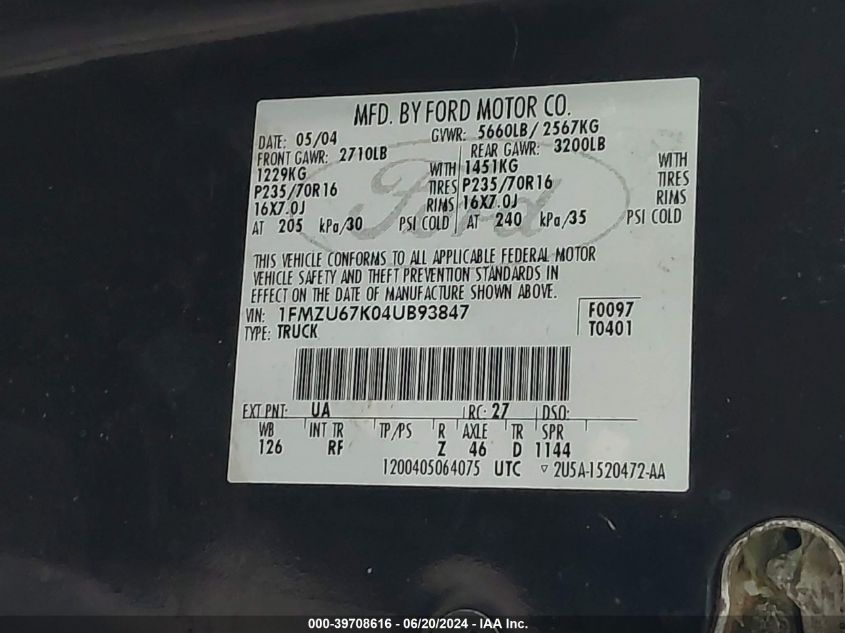 MFD. BY FORD MOTOR CO.
DATE: 05/04 GVWR: 5660LB/ 2567KG
FRONT GAWR: 2710LB REAR GAWR: 3200LB
1229KG WITH 1451KG WITH
P235/70R16 TIRES P235/70R16 TIRES
16X7.0J RIMS 16X7.0J RIMS
AT 205 kPa/30 PSI COLD AT 240 kPa/35 PSI COLD
Ford
THIS VEHICLE CONFORMS TO ALL APPLICABLE FEDERAL MOTOR
VEHICLE SAFETY AND THEFT PREVENTION STANDARDS IN
EFFECT ON THE DATE OF MANUFACTURE SHOWN ABOVE.
VIN: 1FMZU67K04UB93847 F0097
TYPE: TRUCK T0401
EXT PNT: UA RC: 27 DSO:
WB INT TR TP/PS R AXLE TR SPR
126 RF Z 46 D 1144
1200405064075 UTC ▽ 2U5A-1520472-AA
000-39708616 - 06/20/2024 - IAA Inc.